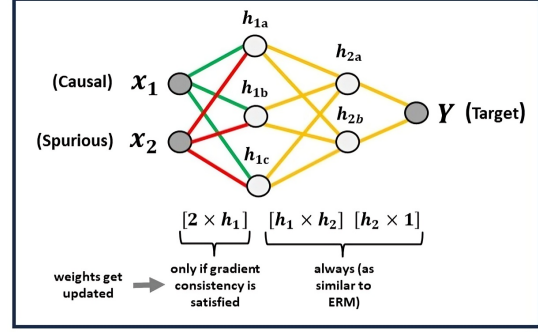 h1a
h2a
(Causal) x1
h1b
h2b
Y (Target)
(Spurious) x2
h1c
[2 × h1] [h1 × h2] [h2 × 1]
weights get
updated
only if gradient
consistency is
satisfied
always (as
similar to
ERM)